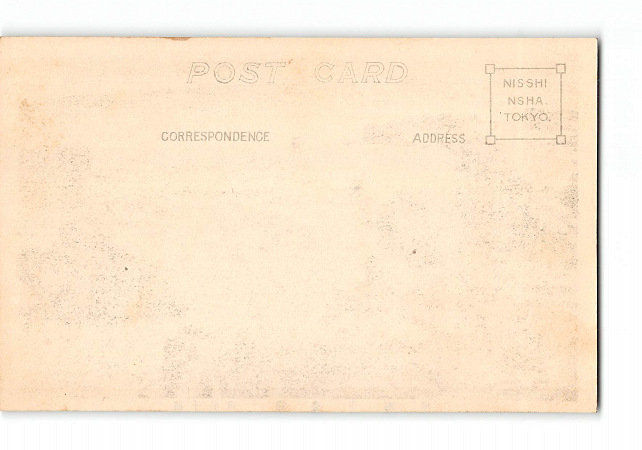 POST CARD
NISSHI
NSHA.
TOKYO.
CORRESPONDENCE
ADDRESS